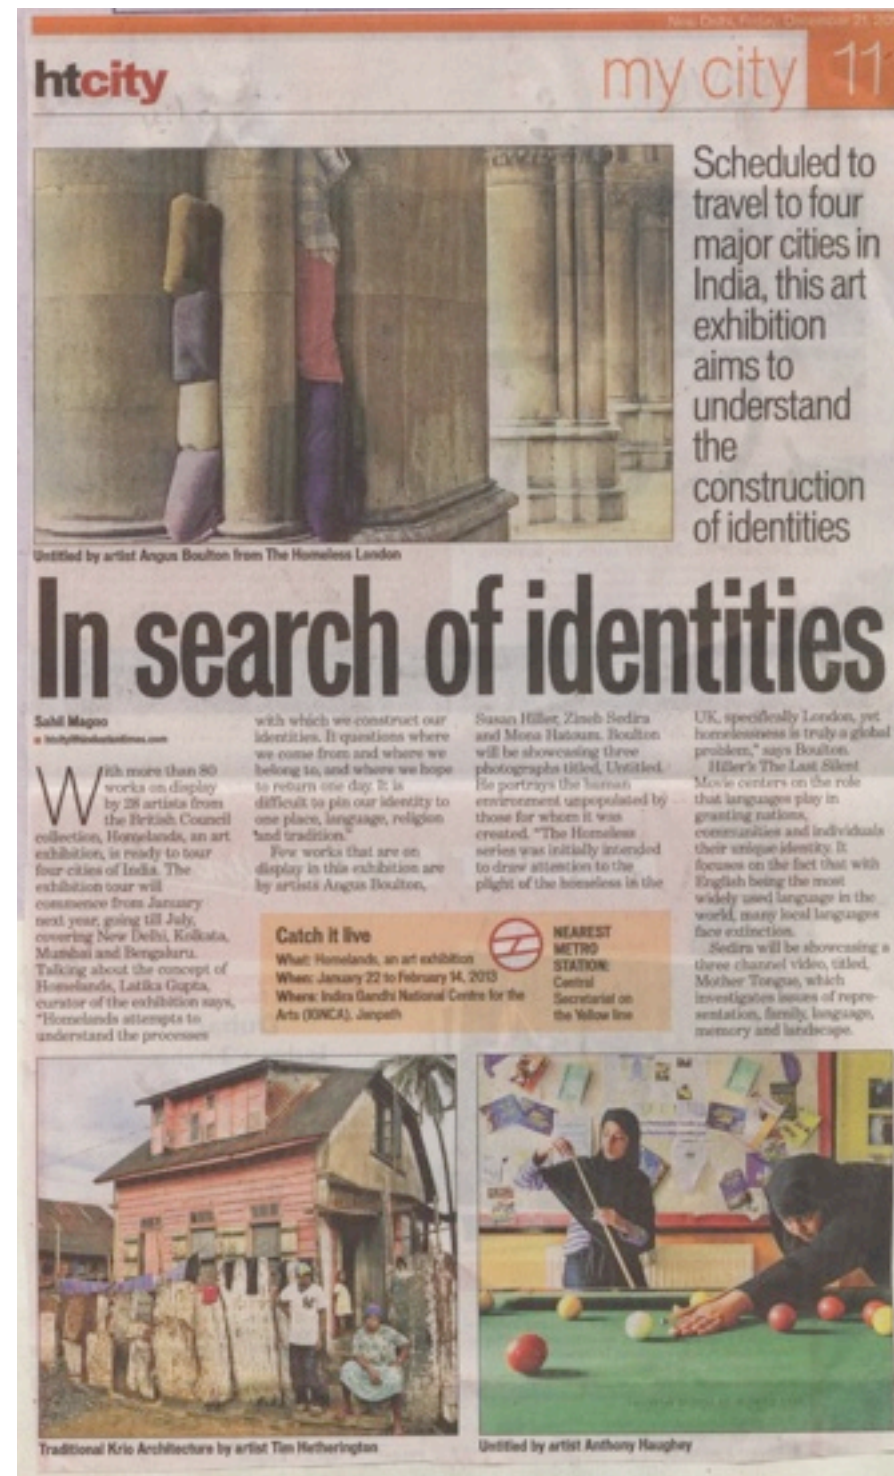 New Delhi, Friday, December 21, 20
htcity
my city 11
Scheduled to
travel to four
major cities in
India, this art
exhibition
aims to
understand
the
construction
of identities
Untitled by artist Angus Boulton from The Homeless London
In search of identities
Sahil Magoo
htcity@hindustantimes.com
With more than 80
works on display
by 28 artists from
the British Council
collection, Homelands, an art
exhibition, is ready to tour
four cities of India. The
exhibition tour will
commence from January
next year, going till July,
covering New Delhi, Kolkata,
Mumbai and Bengaluru.
Talking about the concept of
Homelands, Latika Gupta,
curator of the exhibition says,
"Homelands attempts to
understand the processes
with which we construct our
identities. It questions where
we come from and where we
belong to, and where we hope
to return one day. It is
difficult to pin our identity to
one place, language, religion
and tradition."
Few works that are on
display in this exhibition are
by artists Angus Boulton,
Susan Hiller, Zineb Sedira
and Mona Hatoum. Boulton
will be showcasing three
photographs titled, Untitled.
He portrays the human
environment unpopulated by
those for whom it was
created. "The Homeless
series was initially intended
to draw attention to the
plight of the homeless in the
UK, specifically London, yet
homelessness is truly a global
problem," says Boulton.
Hiller's The Last Silent
Movie centers on the role
that languages play in
granting nations,
communities and individuals
their unique identity. It
focuses on the fact that with
English being the most
widely used language in the
world, many local languages
face extinction.
Sedira will be showcasing a
three channel video, titled,
Mother Tongue, which
investigates issues of repre-
sentation, family, language,
memory and landscape.
Catch it live
What: Homelands, an art exhibition
When: January 22 to February 14, 2013
Where: Indira Gandhi National Centre for the
Arts (IGNCA), Janpath
NEAREST
METRO
STATION:
Central
Secretariat on
the Yellow line
Traditional Krio Architecture by artist Tim Hetherington
Untitled by artist Anthony Haughey